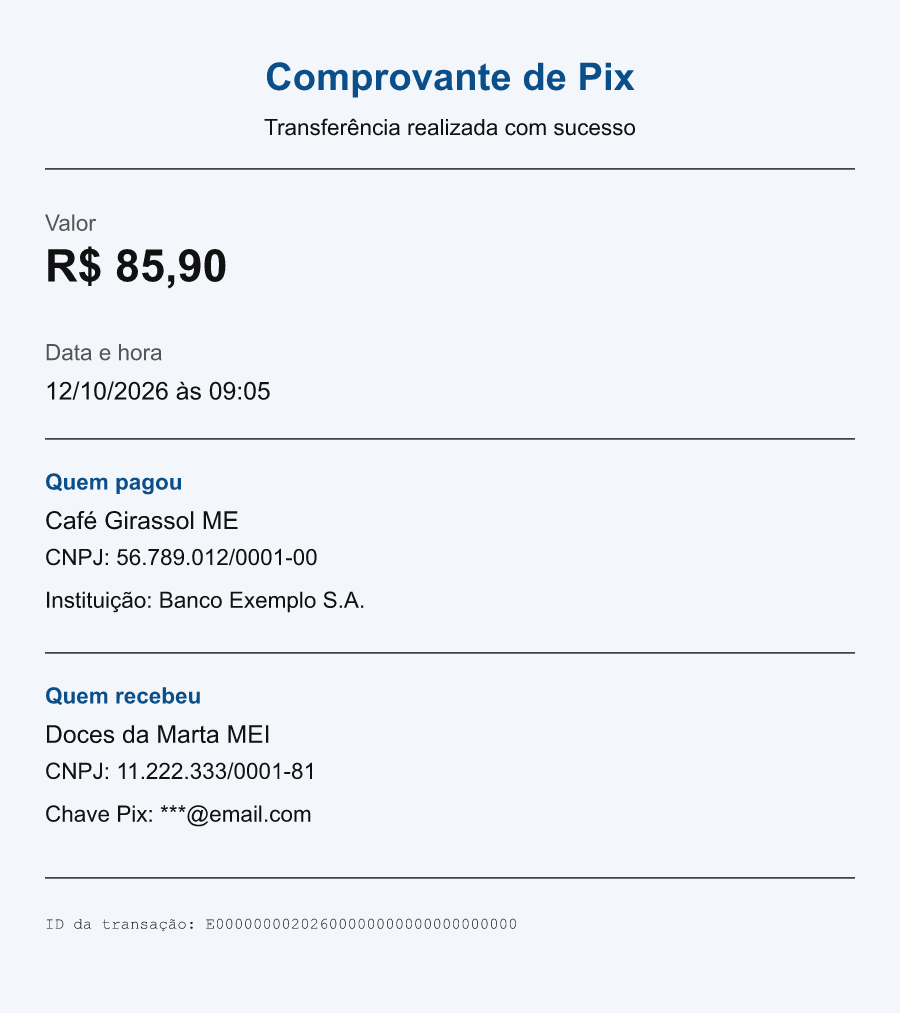 Comprovante de Pix
Transferência realizada com sucesso
Valor
R$ 85,90
Data e hora
12/10/2026 às 09:05
Quem pagou
Café Girassol ME
CNPJ: 56.789.012/0001-00
Instituição: Banco Exemplo S.A.
Quem recebeu
Doces da Marta MEI
CNPJ: 11.222.333/0001-81
Chave Pix: ***@email.com
ID da transação: E0000000020260000000000000000000